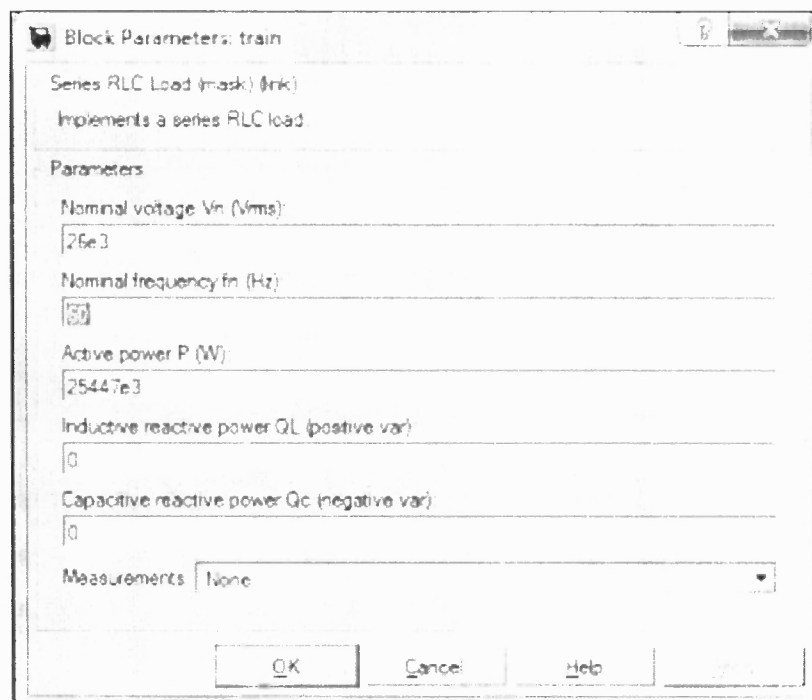 Block Parameters: train
Series RLC Load (mask) (link)
Implements a series RLC load.
Parameters
Nominal voltage Vn (Vrms):
26e3
Nominal frequency fn (Hz):
50
Active power P (W):
25447e3
Inductive reactive power QL (positive var):
0
Capacitive reactive power Qc (negative var):
0
Measurements None
OK Cancel Help